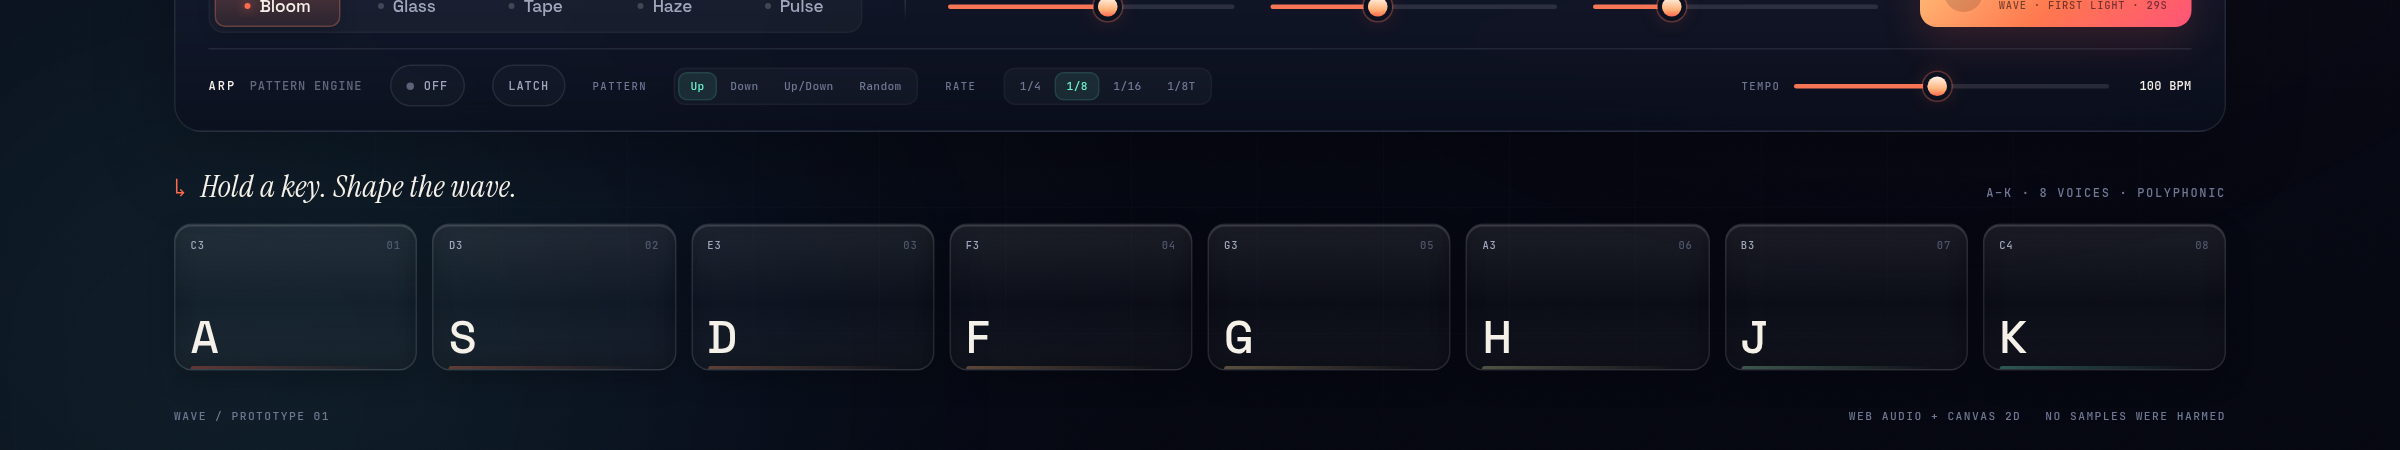 Bloom Glass Tape Haze Pulse
WAVE · FIRST LIGHT · 29S
ARP PATTERN ENGINE OFF LATCH PATTERN Up Down Up/Down Random RATE 1/4 1/8 1/16 1/8T TEMPO 100 BPM
↳ Hold a key. Shape the wave.
A–K · 8 VOICES · POLYPHONIC
C3 01 D3 02 E3 03 F3 04 G3 05 A3 06 B3 07 C4 08
A S D F G H J K
WAVE / PROTOTYPE 01
WEB AUDIO + CANVAS 2D NO SAMPLES WERE HARMED